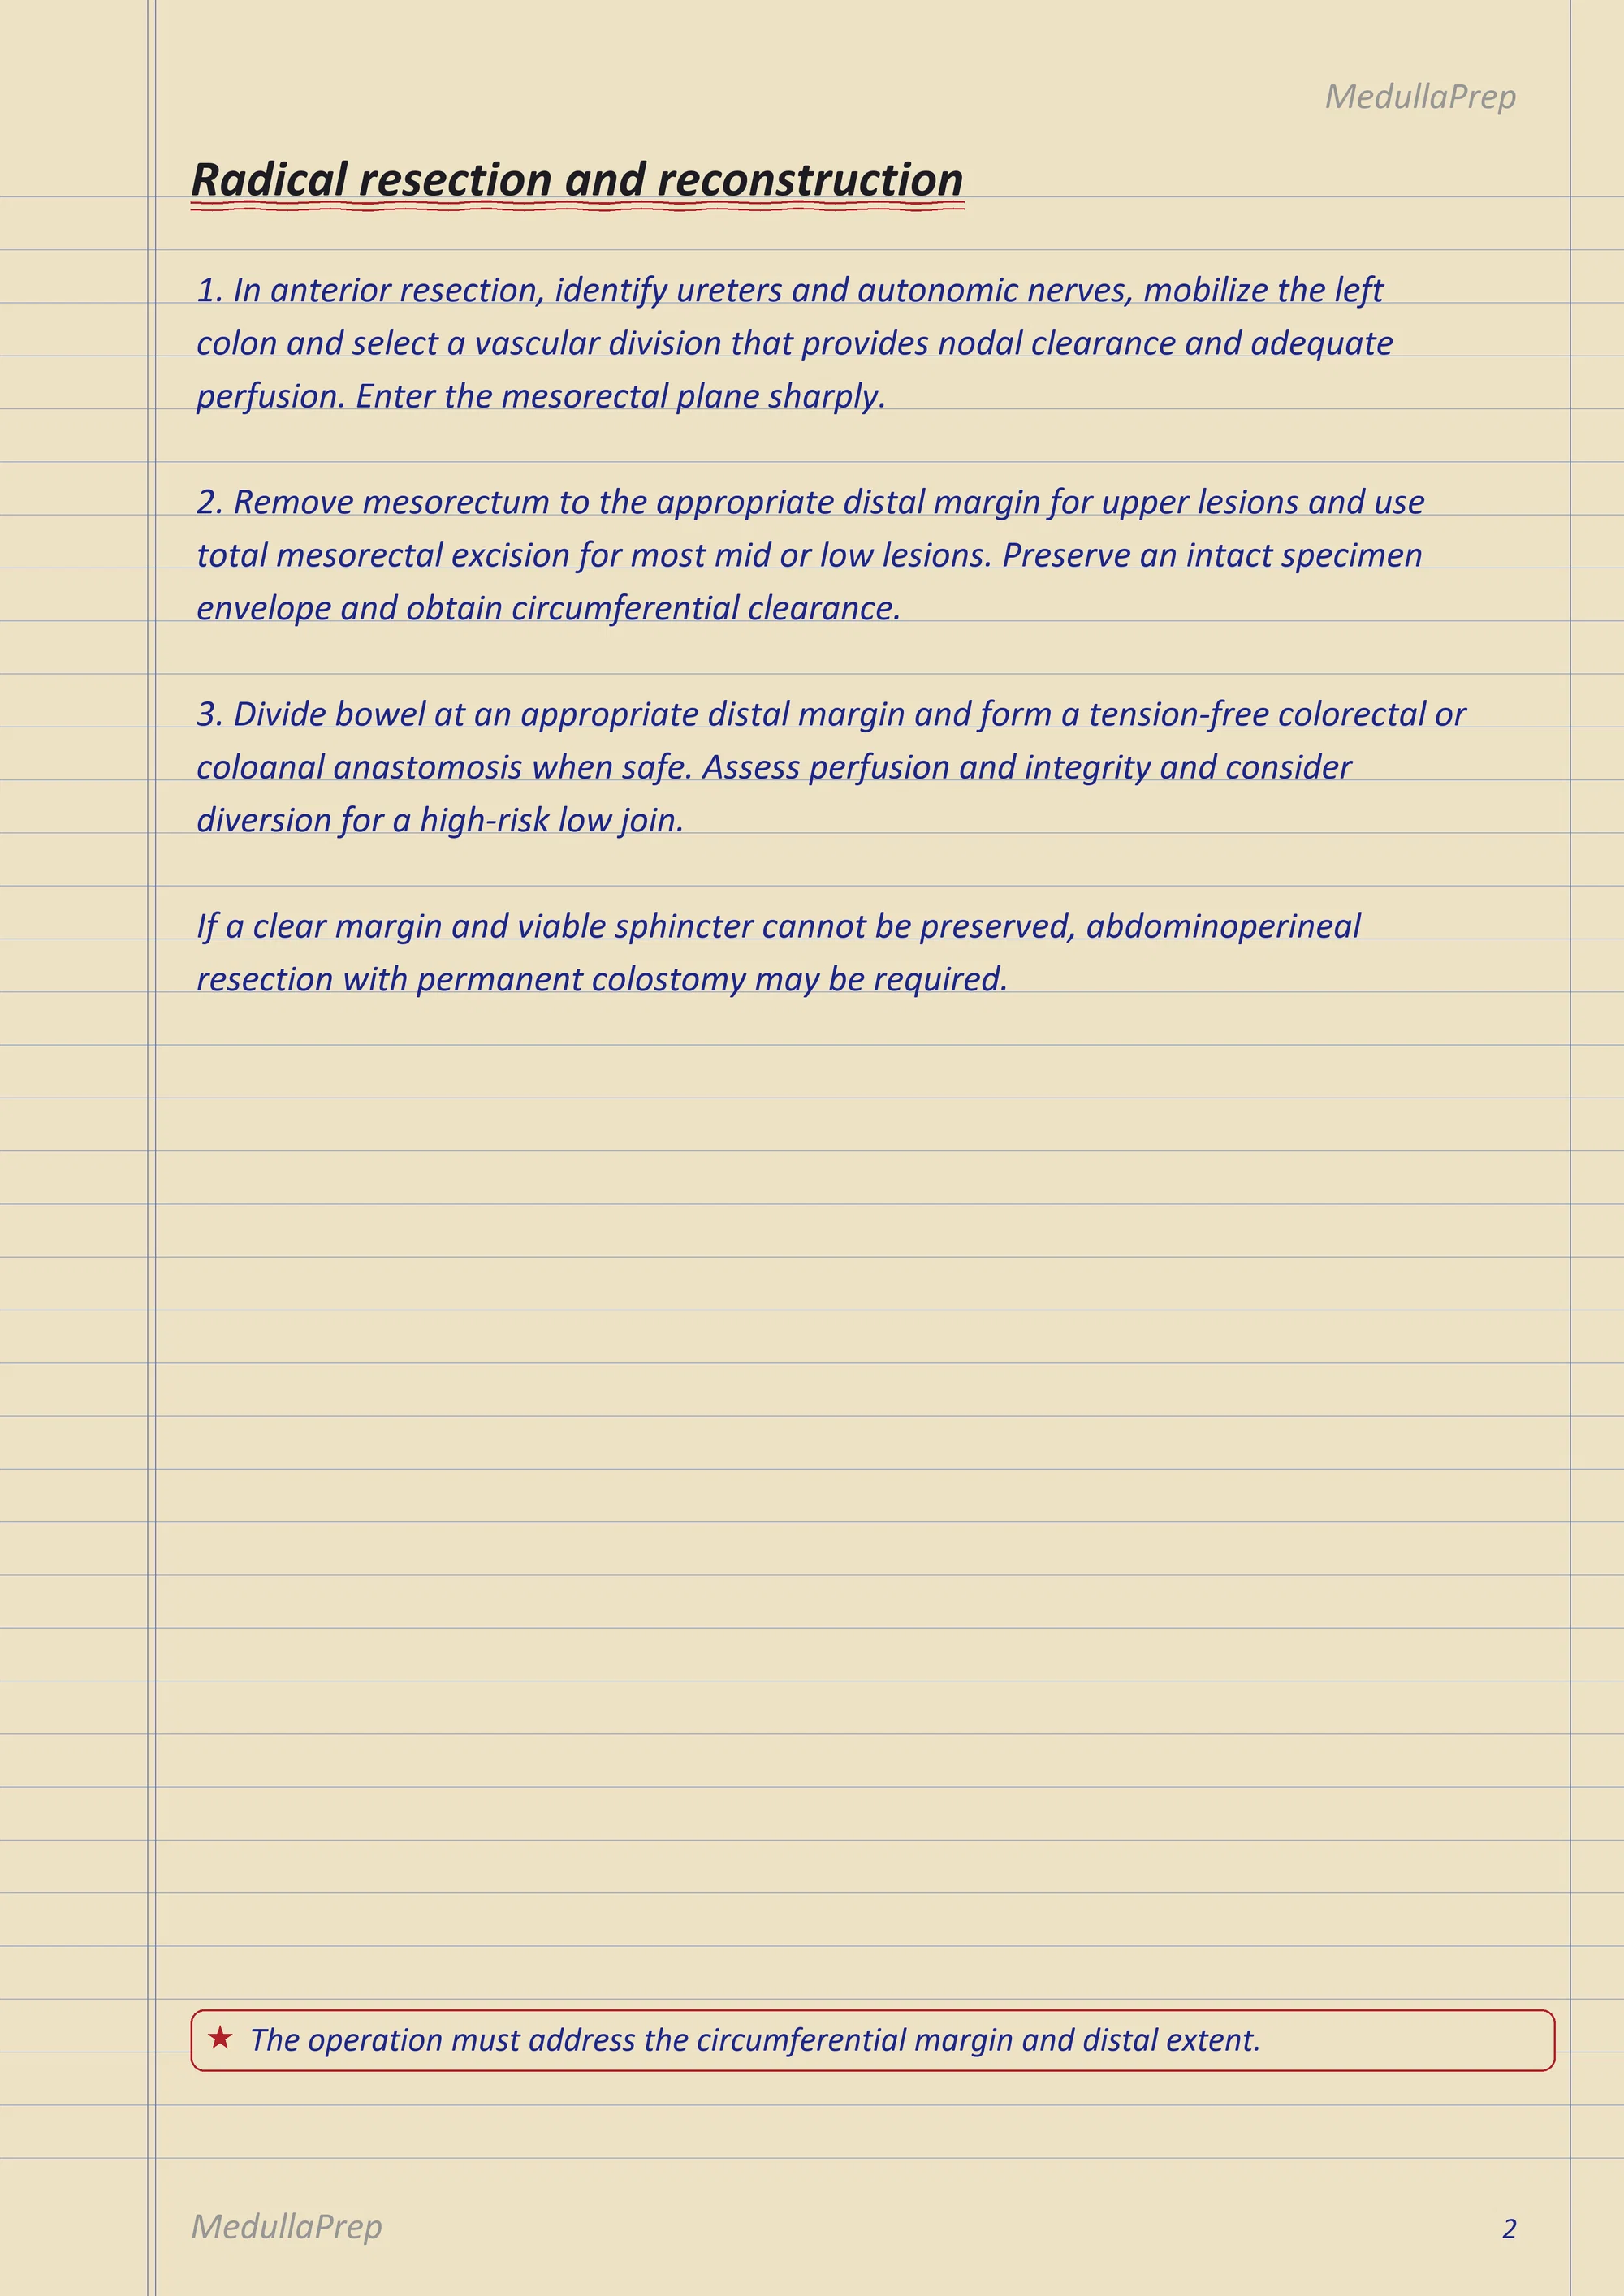 MedullaPrep
Radical resection and reconstruction
1. In anterior resection, identify ureters and autonomic nerves, mobilize the left
colon and select a vascular division that provides nodal clearance and adequate
perfusion. Enter the mesorectal plane sharply.
2. Remove mesorectum to the appropriate distal margin for upper lesions and use
total mesorectal excision for most mid or low lesions. Preserve an intact specimen
envelope and obtain circumferential clearance.
3. Divide bowel at an appropriate distal margin and form a tension-free colorectal or
coloanal anastomosis when safe. Assess perfusion and integrity and consider
diversion for a high-risk low join.
If a clear margin and viable sphincter cannot be preserved, abdominoperineal
resection with permanent colostomy may be required.
★ The operation must address the circumferential margin and distal extent.
MedullaPrep
2